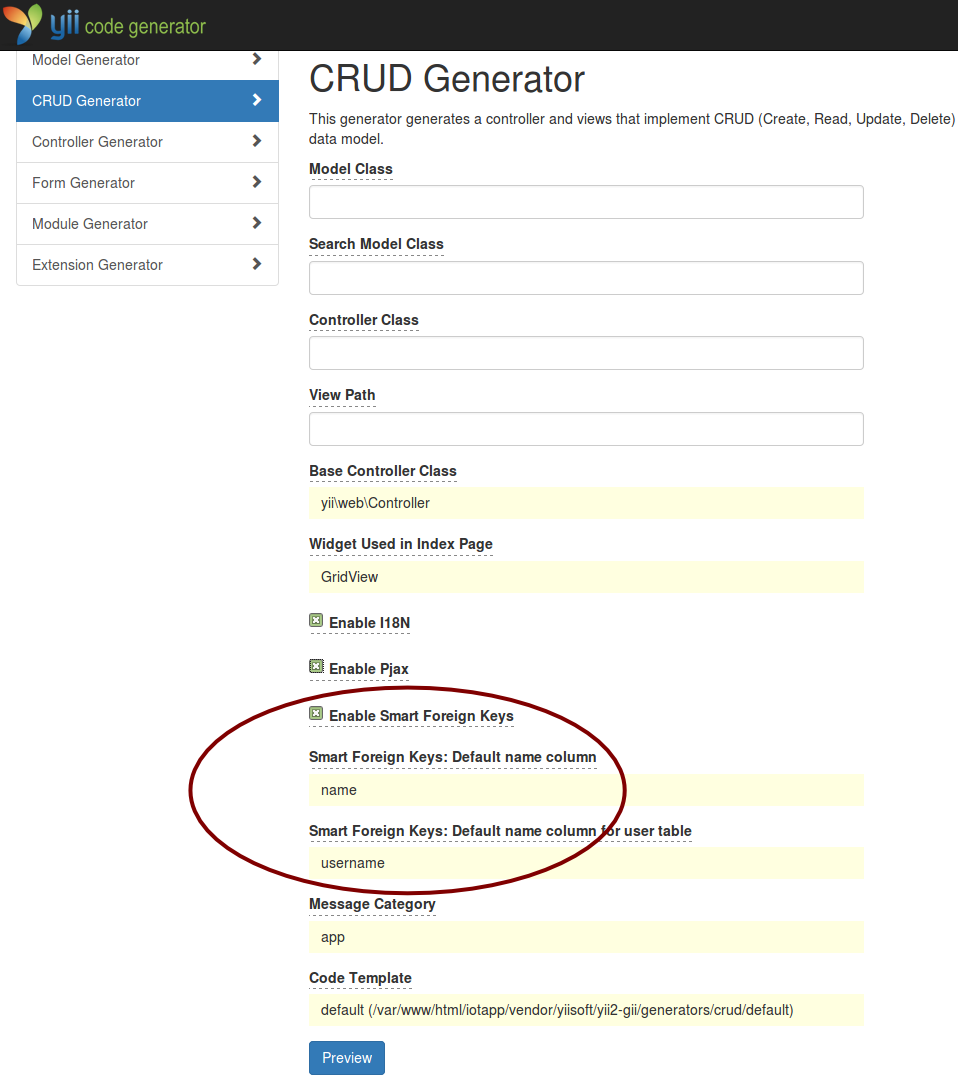 yii code generator
Model Generator
CRUD Generator
Controller Generator
Form Generator
Module Generator
Extension Generator
CRUD Generator
This generator generates a controller and views that implement CRUD (Create, Read, Update, Delete)
data model.
Model Class
Search Model Class
Controller Class
View Path
Base Controller Class
yii\web\Controller
Widget Used in Index Page
GridView
Enable I18N
Enable Pjax
Enable Smart Foreign Keys
Smart Foreign Keys: Default name column
name
Smart Foreign Keys: Default name column for user table
username
Message Category
app
Code Template
default (/var/www/html/iotapp/vendor/yiisoft/yii2-gii/generators/crud/default)
Preview